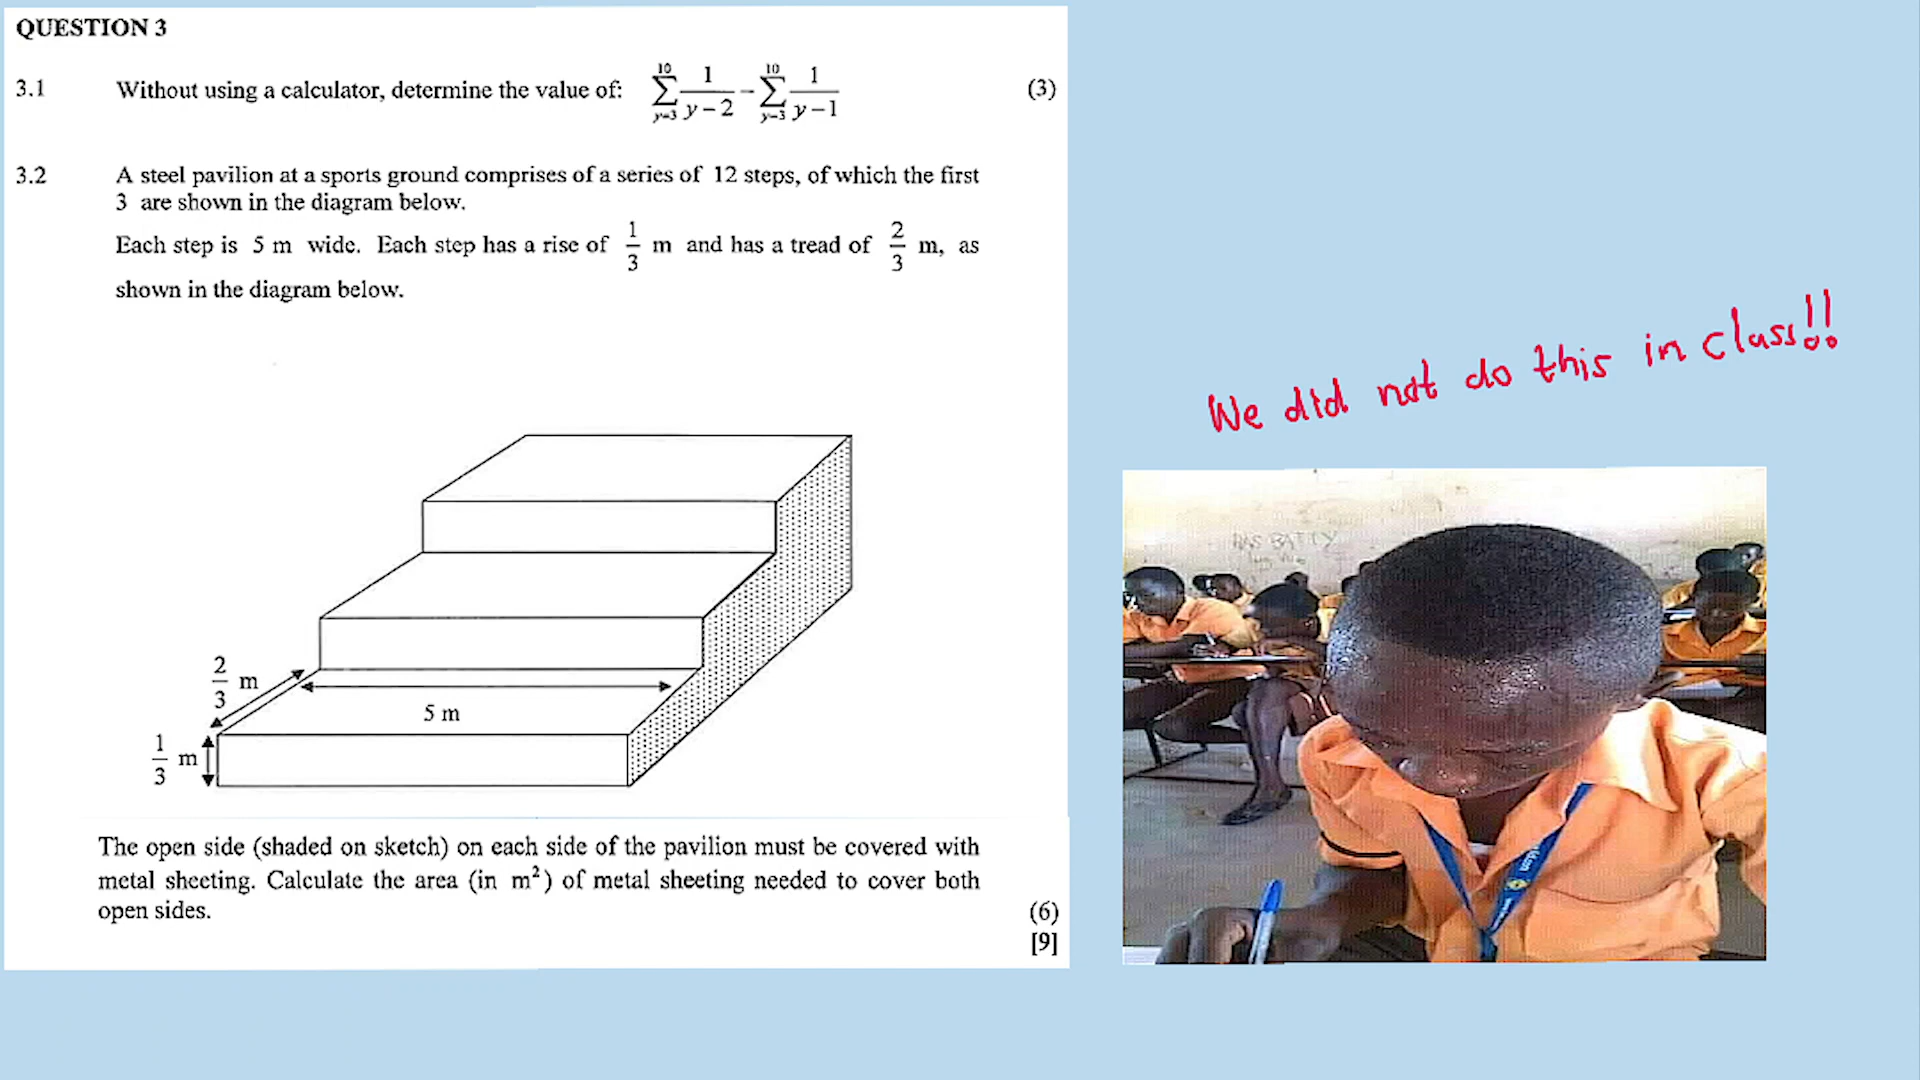 QUESTION 3
3.1 Without using a calculator, determine the value of: \sum_{y=3}^{10} \frac{1}{y-2} - \sum_{y=3}^{10} \frac{1}{y-1} (3)
3.2 A steel pavilion at a sports ground comprises of a series of 12 steps, of which the first
3 are shown in the diagram below.
Each step is 5 m wide. Each step has a rise of 1/3 m and has a tread of 2/3 m, as
shown in the diagram below.
We did not do this in class!!
2/3 m
5 m
1/3 m
The open side (shaded on sketch) on each side of the pavilion must be covered with
metal sheeting. Calculate the area (in m²) of metal sheeting needed to cover both
open sides. (6)
[9]
RAS BATTY